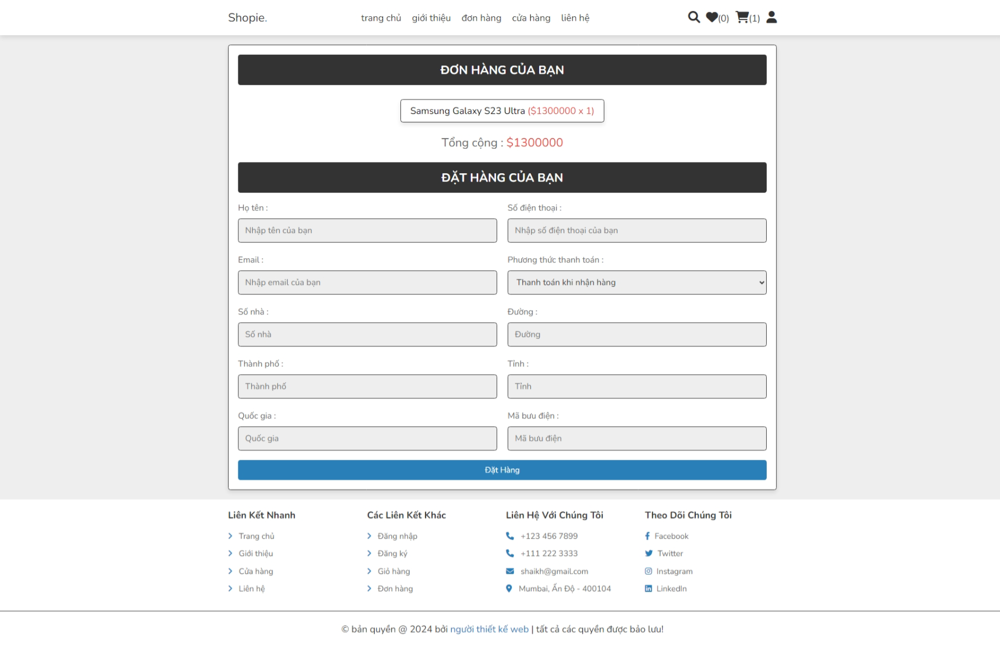 Shopie.
trang chủ giới thiệu đơn hàng cửa hàng liên hệ
(0) (1)
ĐƠN HÀNG CỦA BẠN
Samsung Galaxy S23 Ultra ($1300000 x 1)
Tổng cộng : $1300000
ĐẶT HÀNG CỦA BẠN
Họ tên :
Nhập tên của bạn
Số điện thoại :
Nhập số điện thoại của bạn
Email :
Nhập email của bạn
Phương thức thanh toán :
Thanh toán khi nhận hàng
Số nhà :
Số nhà
Đường :
Đường
Thành phố :
Thành phố
Tỉnh :
Tỉnh
Quốc gia :
Quốc gia
Mã bưu điện :
Mã bưu điện
Đặt Hàng
Liên Kết Nhanh
Trang chủ
Giới thiệu
Cửa hàng
Liên hệ
Các Liên Kết Khác
Đăng nhập
Đăng ký
Giỏ hàng
Đơn hàng
Liên Hệ Với Chúng Tôi
+123 456 7899
+111 222 3333
shaikh@gmail.com
Mumbai, Ấn Độ - 400104
Theo Dõi Chúng Tôi
Facebook
Twitter
Instagram
LinkedIn
© bản quyền @ 2024 bởi người thiết kế web | tất cả các quyền được bảo lưu!